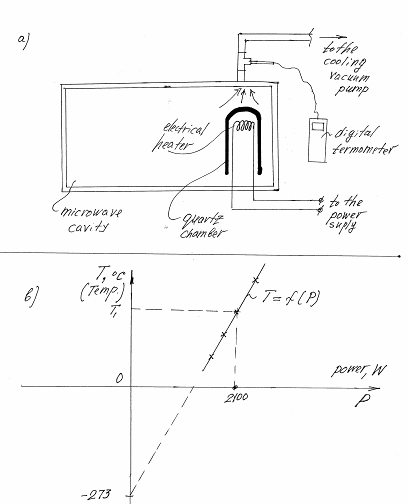 a)
to the
cooling
vacuum
pump
electrical
heater
digital
termometer
microwave
cavity
quartz
chamber
to the
power
suply
b)
T, °C
(Temp.)
T₁
T = f(P)
0
2100
power, W
P
-273